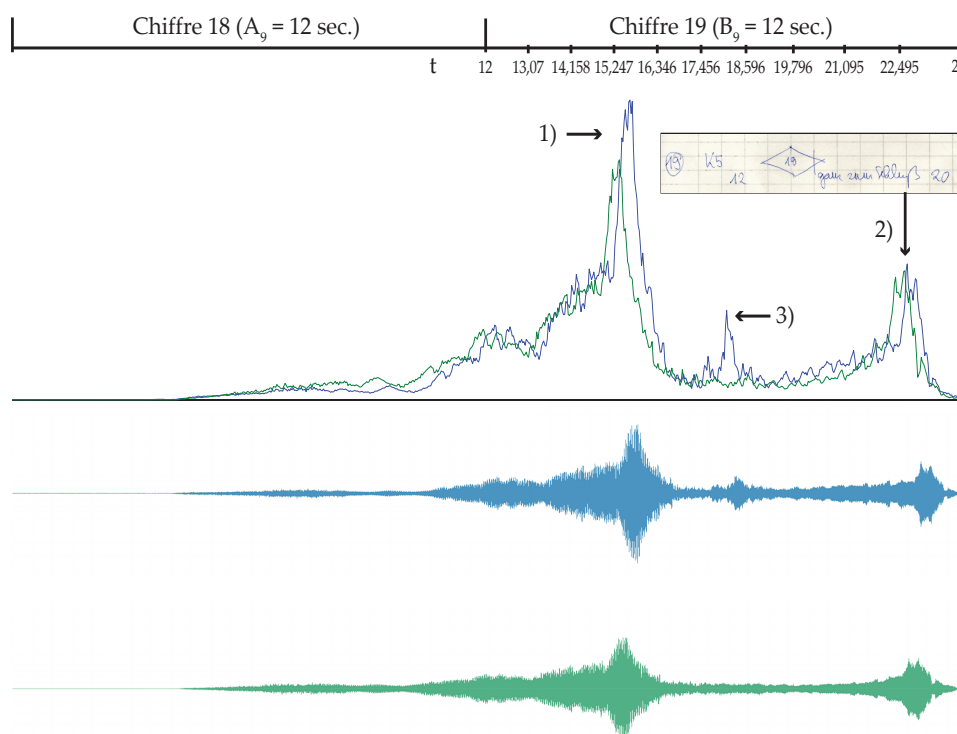 Chiffre 18 (A₉ = 12 sec.) Chiffre 19 (B₉ = 12 sec.)
t 12 13,07 14,158 15,247 16,346 17,456 18,596 19,796 21,095 22,495 2
1)
19 K5 19
12 ganz zum Schluß 20
2)
3)